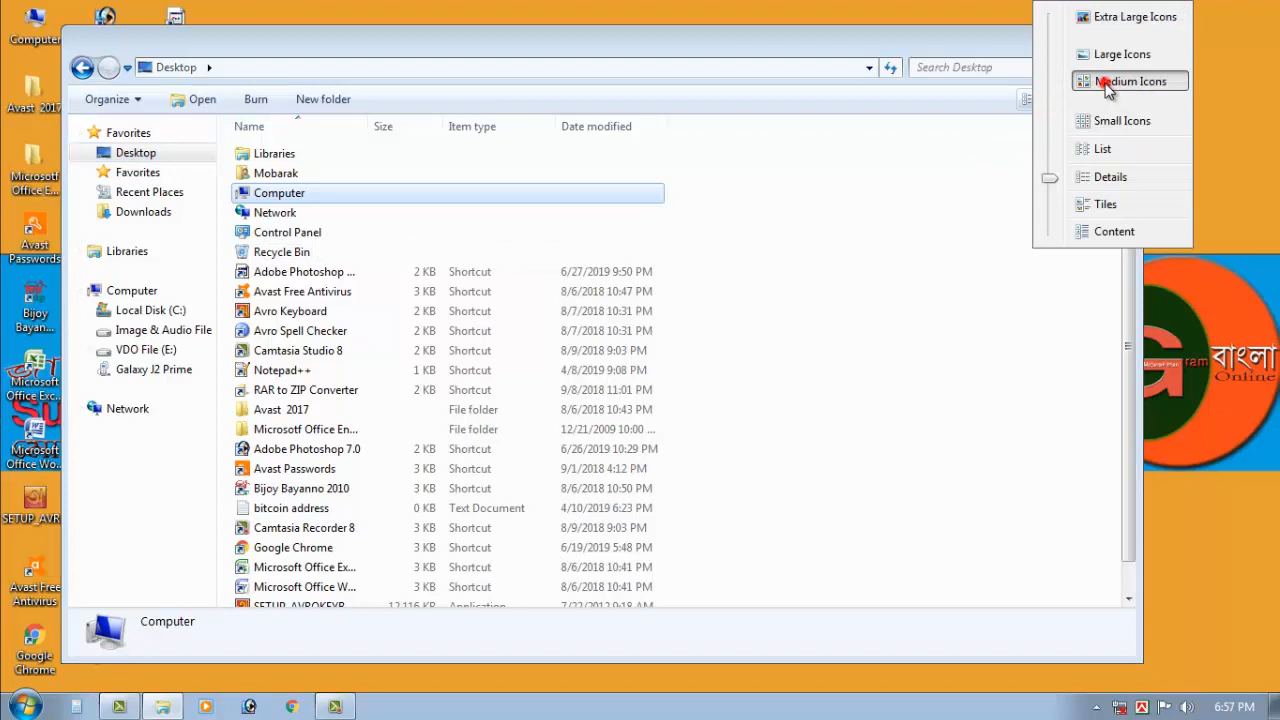 Computer
Avast 2017
Microsoft
Office E...
Avast
Passwords
Bijoy
Bayan...
Microsoft
Office Exc...
Microsoft
Office Wo...
SETUP_AVR
Avast Free
Antivirus
Google
Chrome
Desktop
Search Desktop
Organize
Open
Burn
New folder
Name
Size
Item type
Date modified
Favorites
Desktop
Favorites
Recent Places
Downloads
Libraries
Computer
Local Disk (C:)
Image & Audio File
VDO File (E:)
Galaxy J2 Prime
Network
Libraries
Mobarak
Computer
Network
Control Panel
Recycle Bin
Adobe Photoshop ... 2 KB Shortcut 6/27/2019 9:50 PM
Avast Free Antivirus 3 KB Shortcut 8/6/2018 10:47 PM
Avro Keyboard 2 KB Shortcut 8/7/2018 10:31 PM
Avro Spell Checker 2 KB Shortcut 8/7/2018 10:31 PM
Camtasia Studio 8 2 KB Shortcut 8/9/2018 9:03 PM
Notepad++ 1 KB Shortcut 4/8/2019 9:08 PM
RAR to ZIP Converter 2 KB Shortcut 9/8/2018 11:01 PM
Avast 2017 File folder 8/6/2018 10:43 PM
Microsotf Office En... File folder 12/21/2009 10:00 ...
Adobe Photoshop 7.0 2 KB Shortcut 6/26/2019 10:29 PM
Avast Passwords 3 KB Shortcut 9/1/2018 4:12 PM
Bijoy Bayanno 2010 3 KB Shortcut 8/6/2018 10:50 PM
bitcoin address 0 KB Text Document 4/10/2019 6:23 PM
Camtasia Recorder 8 3 KB Shortcut 8/9/2018 9:03 PM
Google Chrome 3 KB Shortcut 6/19/2019 5:48 PM
Microsoft Office Ex... 3 KB Shortcut 8/6/2018 10:41 PM
Microsoft Office W... 3 KB Shortcut 8/6/2018 10:41 PM
SETUP_AVROKEYB... 12,116 KB Application 7/22/2012 9:18 AM
Computer
Extra Large Icons
Large Icons
Medium Icons
Small Icons
List
Details
Tiles
Content
ram বাংলা
Online
6:57 PM